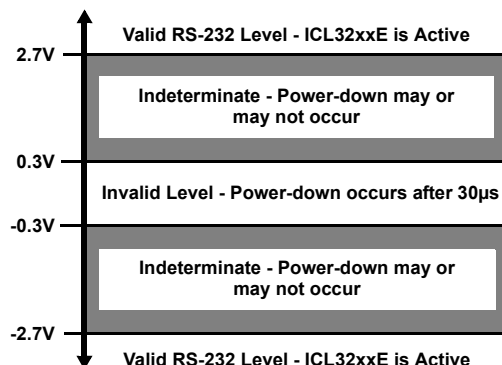 Valid RS-232 Level - ICL32xxE is Active
2.7V
Indeterminate - Power-down may or
may not occur
0.3V
Invalid Level - Power-down occurs after 30µs
-0.3V
Indeterminate - Power-down may or
may not occur
-2.7V
Valid RS-232 Level - ICL32xxE is Active